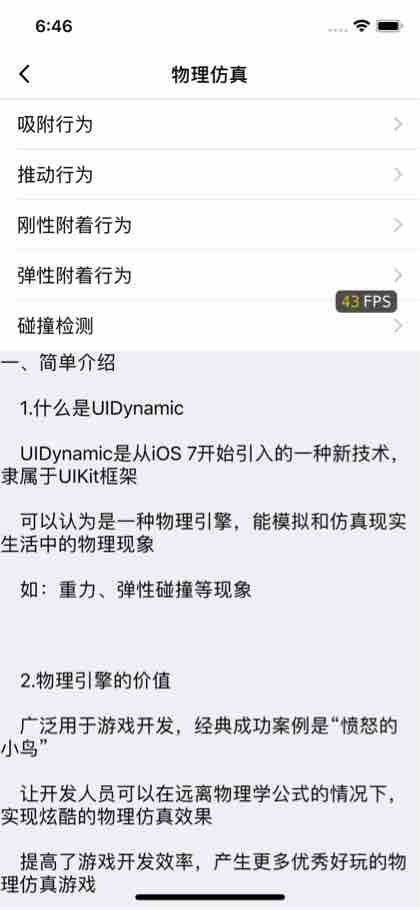 6:46
物理仿真
吸附行为
推动行为
刚性附着行为
弹性附着行为
43 FPS
碰撞检测
一、简单介绍
1.什么是UIDynamic
UIDynamic是从iOS 7开始引入的一种新技术，
隶属于UIKit框架
可以认为是一种物理引擎，能模拟和仿真现实
生活中的物理现象
如：重力、弹性碰撞等现象
2.物理引擎的价值
广泛用于游戏开发，经典成功案例是“愤怒的
小鸟”
让开发人员可以在远离物理学公式的情况下，
实现炫酷的物理仿真效果
提高了游戏开发效率，产生更多优秀好玩的物
理仿真游戏